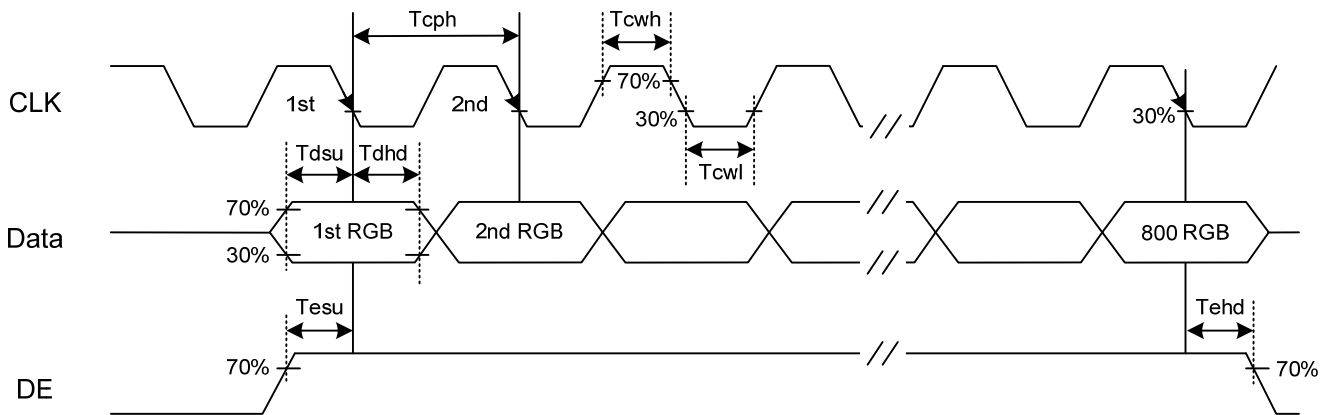 Tcph
Tcwh
CLK
1st
2nd
70%
30%
30%
Tcwl
Tdsu
Tdhd
70%
Data
1st RGB
2nd RGB
800 RGB
30%
Tesu
Tehd
70%
70%
DE